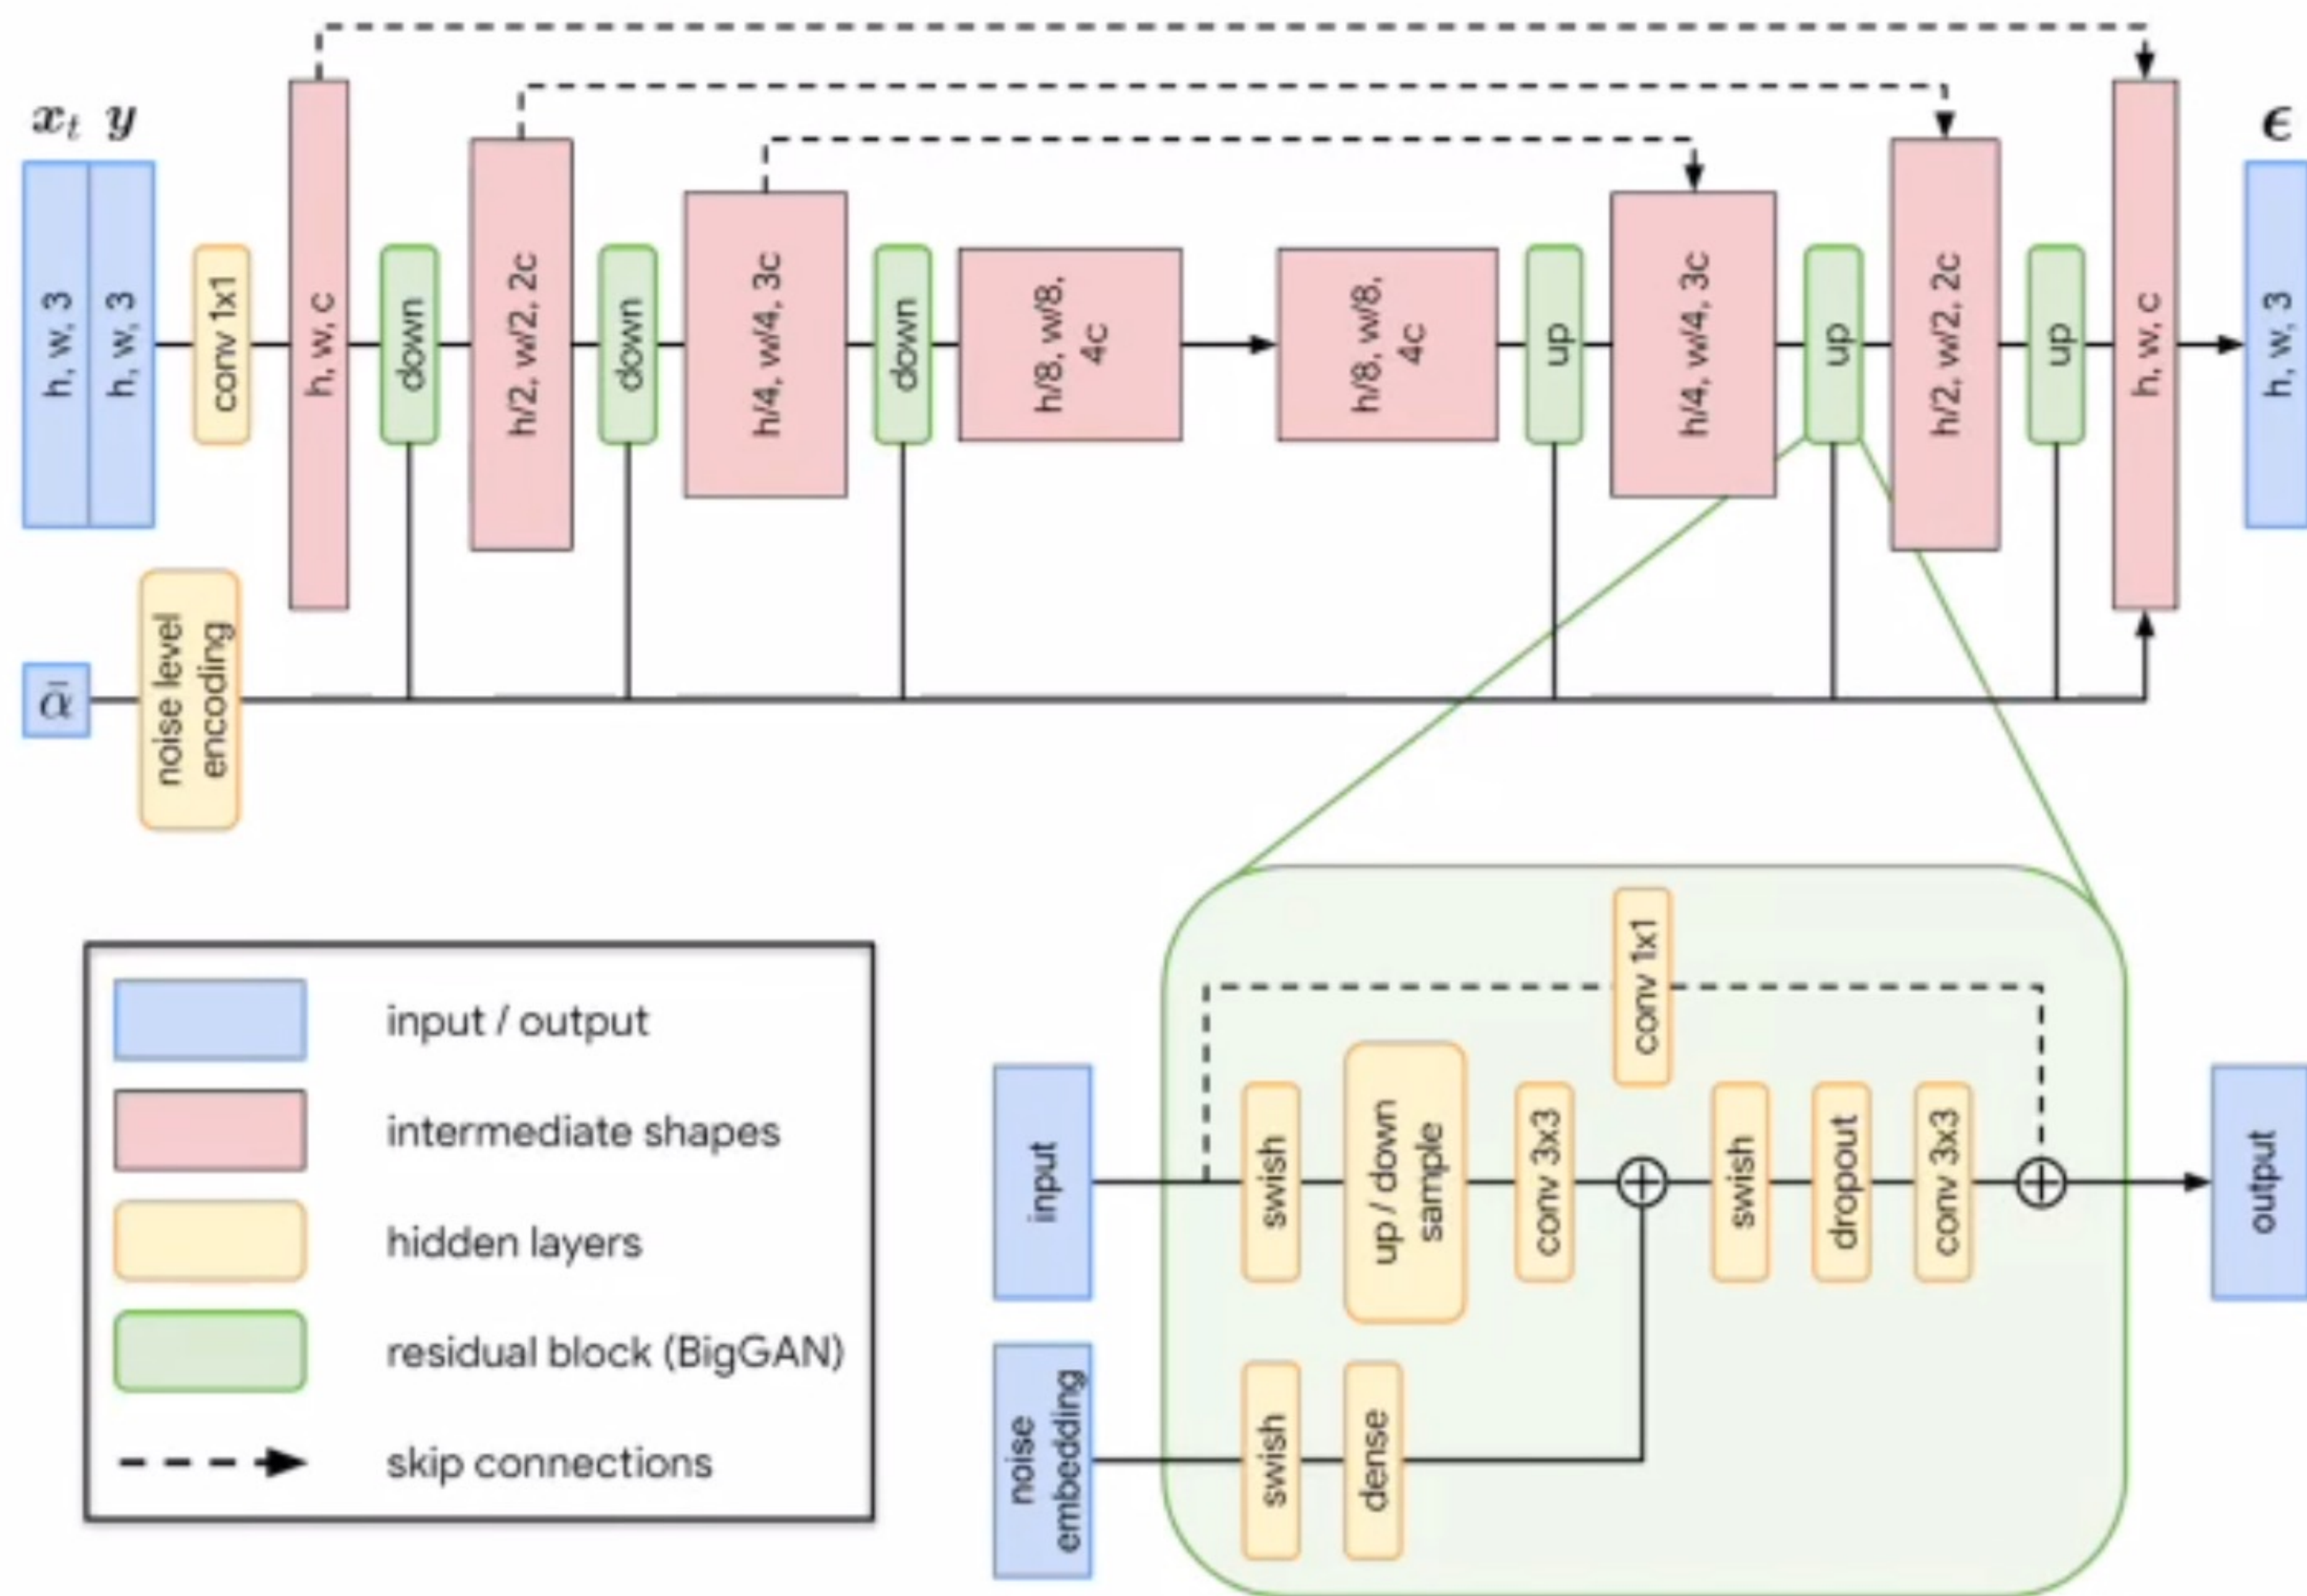 xₜ y
ϵ
h, w, 3
h, w, 3
conv 1x1
h, w, c
down
h/2, w/2, 2c
down
h/4, w/4, 3c
down
h/8, w/8,
4c
h/8, w/8,
4c
up
h/4, w/4, 3c
up
h/2, w/2, 2c
up
h, w, c
h, w, 3
ᾱ
noise level
encoding
input / output
intermediate shapes
hidden layers
residual block (BigGAN)
skip connections
conv 1x1
input
swish
up / down
sample
conv 3x3
swish
dropout
conv 3x3
output
noise
embedding
swish
dense